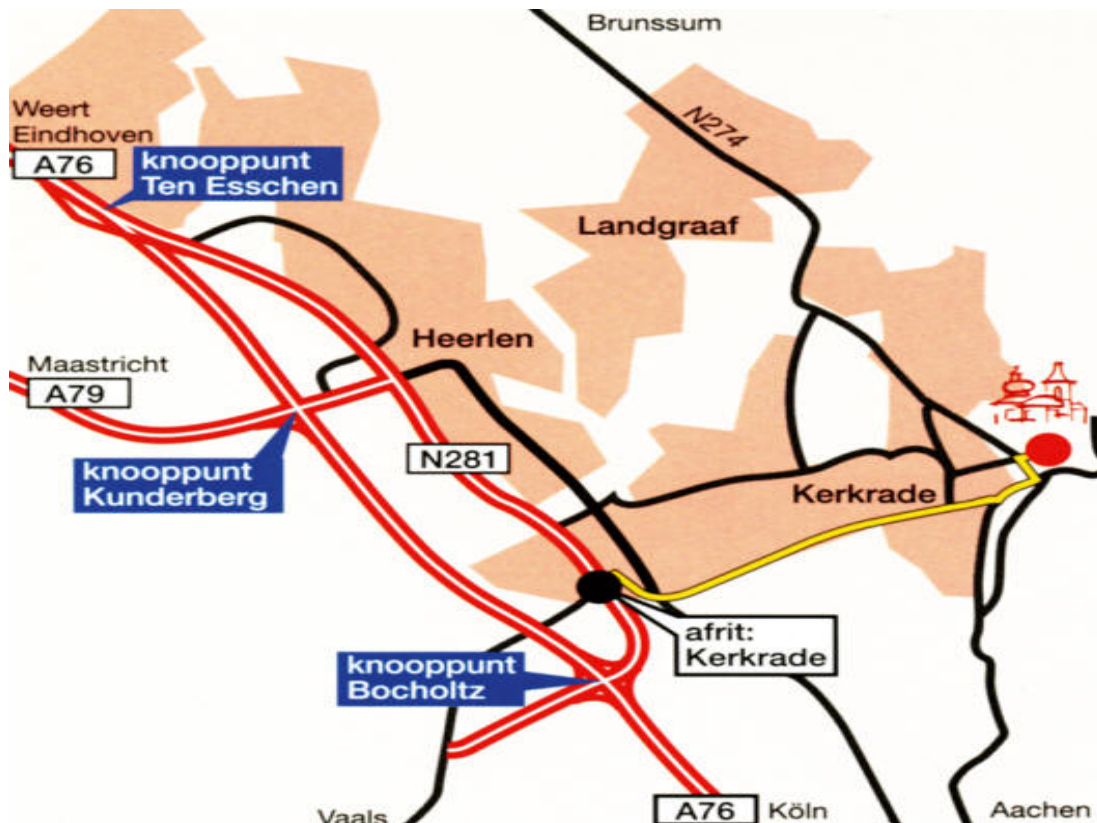 Brunssum
Weert
Eindhoven
A76
knooppunt
Ten Esschen
N274
Landgraaf
Heerlen
Maastricht
A79
N281
knooppunt
Kunderberg
Kerkrade
afrit:
Kerkrade
knooppunt
Bocholtz
Vaals
A76
Köln
Aachen